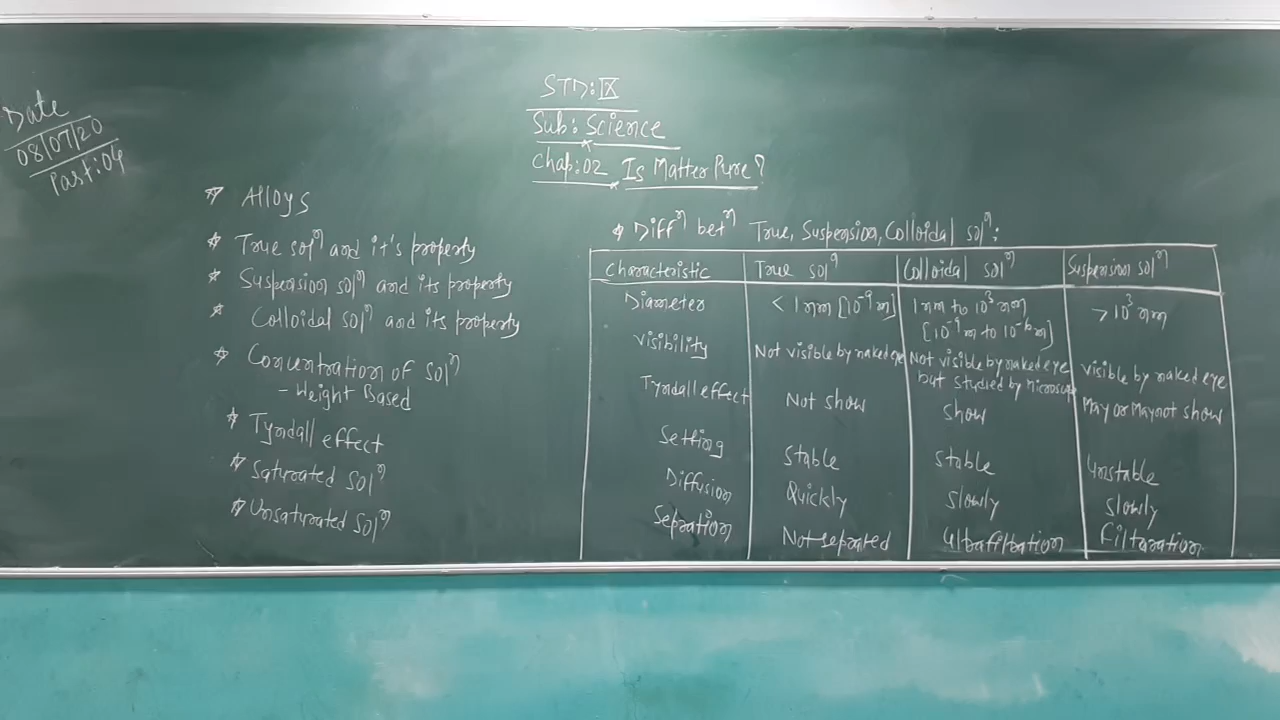 Date
08/07/20
Part:04
STD:IX
Sub: Science
Chap:02 Is Matter Pure?
* Alloys
* True solⁿ and it's property
* Suspension solⁿ and its property
* Colloidal solⁿ and its property
* Concentration of solⁿ
- Weight Based
* Tyndall effect
* Saturated solⁿ
* Unsaturated solⁿ
* Diffⁿ betⁿ True, Suspension, Colloidal solⁿ:
Characteristic True solⁿ Colloidal solⁿ Suspension solⁿ
Diameter < 1 nm [10⁻⁹ m] 1 nm to 10³ nm > 10³ nm
[10⁻⁹ m to 10⁻⁶ m]
Visibility Not visible by naked eye Not visible by naked eye visible by naked eye
but studied by microscope
Tyndall effect Not show show May or May not show
Setting Stable Stable Unstable
Diffusion Quickly slowly slowly
Sepration Not seprated Filtaration